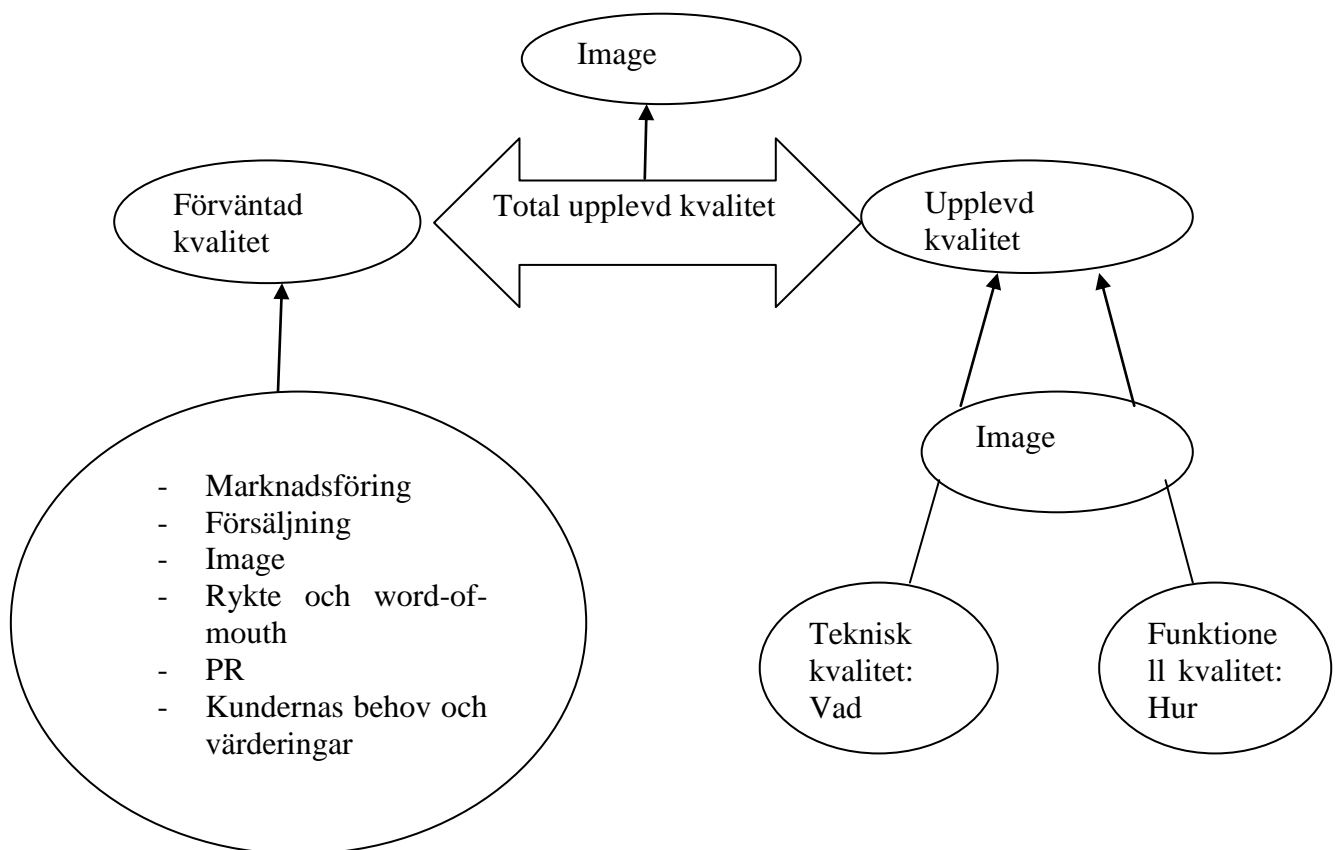 Image
Förväntad
kvalitet
Total upplevd kvalitet
Upplevd
kvalitet
- Marknadsföring
- Försäljning
- Image
- Rykte och word-of-
mouth
- PR
- Kundernas behov och
värderingar
Image
Teknisk
kvalitet:
Vad
Funktione
ll kvalitet:
Hur